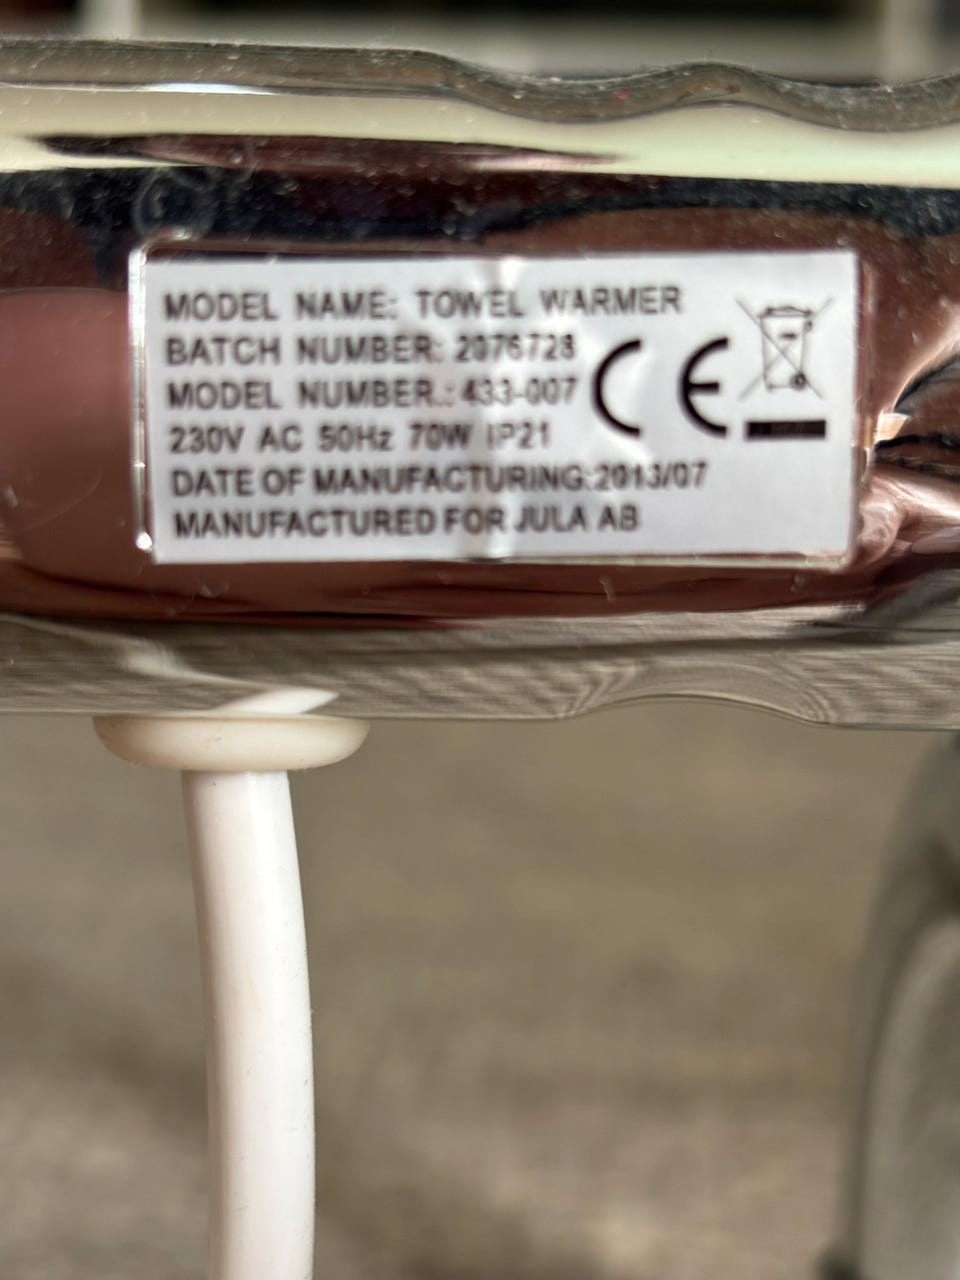 MODEL NAME: TOWEL WARMER
BATCH NUMBER: 2076728
MODEL NUMBER.: 433-007
230V AC 50Hz 70W IP21
DATE OF MANUFACTURING:2013/07
MANUFACTURED FOR JULA AB
CE